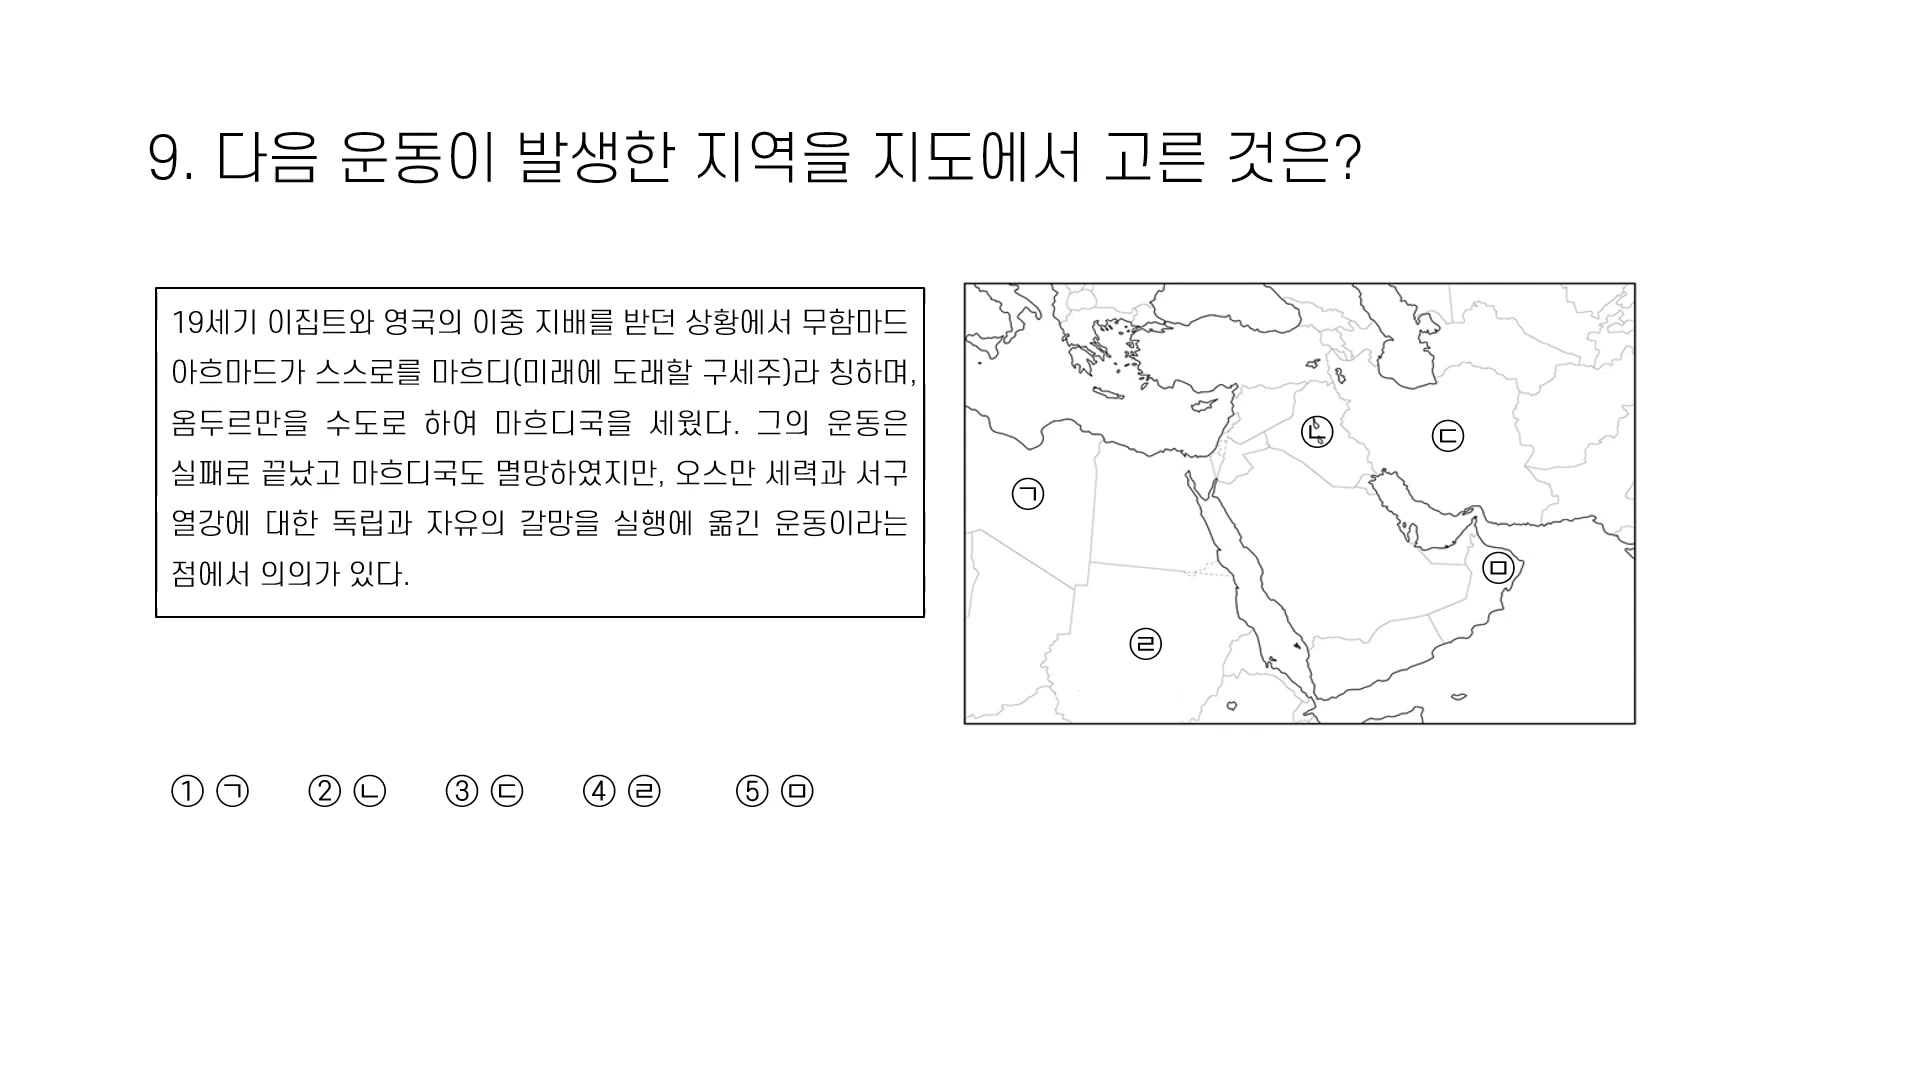 9. 다음 운동이 발생한 지역을 지도에서 고른 것은?
19세기 이집트와 영국의 이중 지배를 받던 상황에서 무함마드
아흐마드가 스스로를 마흐디(미래에 도래할 구세주)라 칭하며,
옴두르만을 수도로 하여 마흐디국을 세웠다. 그의 운동은
실패로 끝났고 마흐디국도 멸망하였지만, 오스만 세력과 서구
열강에 대한 독립과 자유의 갈망을 실행에 옮긴 운동이라는
점에서 의의가 있다.
㉡
㉢
㉠
㉤
㉣
① ㉠ ② ㉡ ③ ㉢ ④ ㉣ ⑤ ㉤